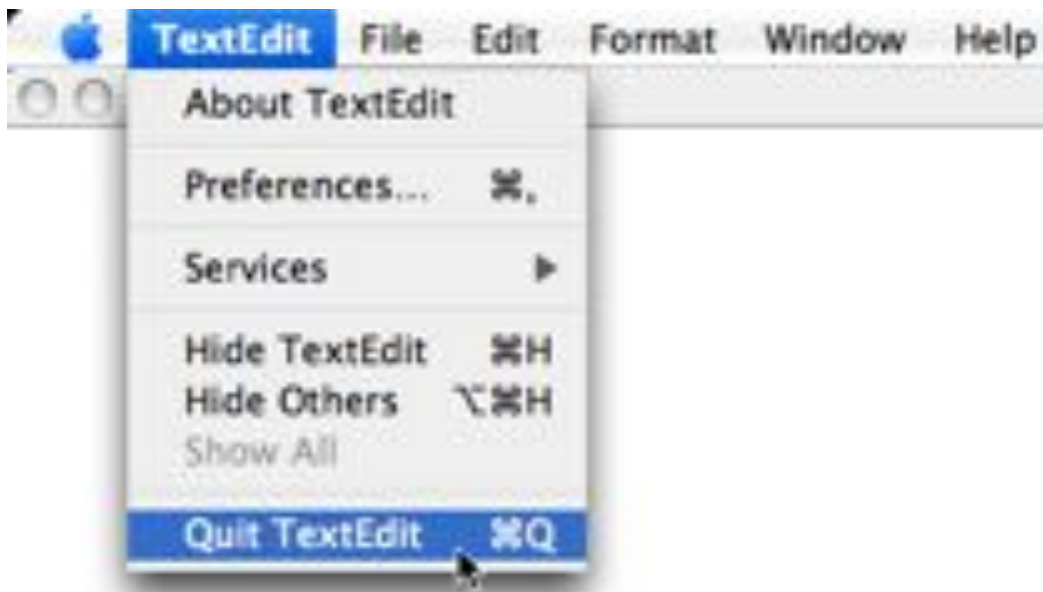 TextEdit File Edit Format Window Help
About TextEdit
Preferences... ⌘,
Services ▶
Hide TextEdit ⌘H
Hide Others ⌥⌘H
Show All
Quit TextEdit ⌘Q